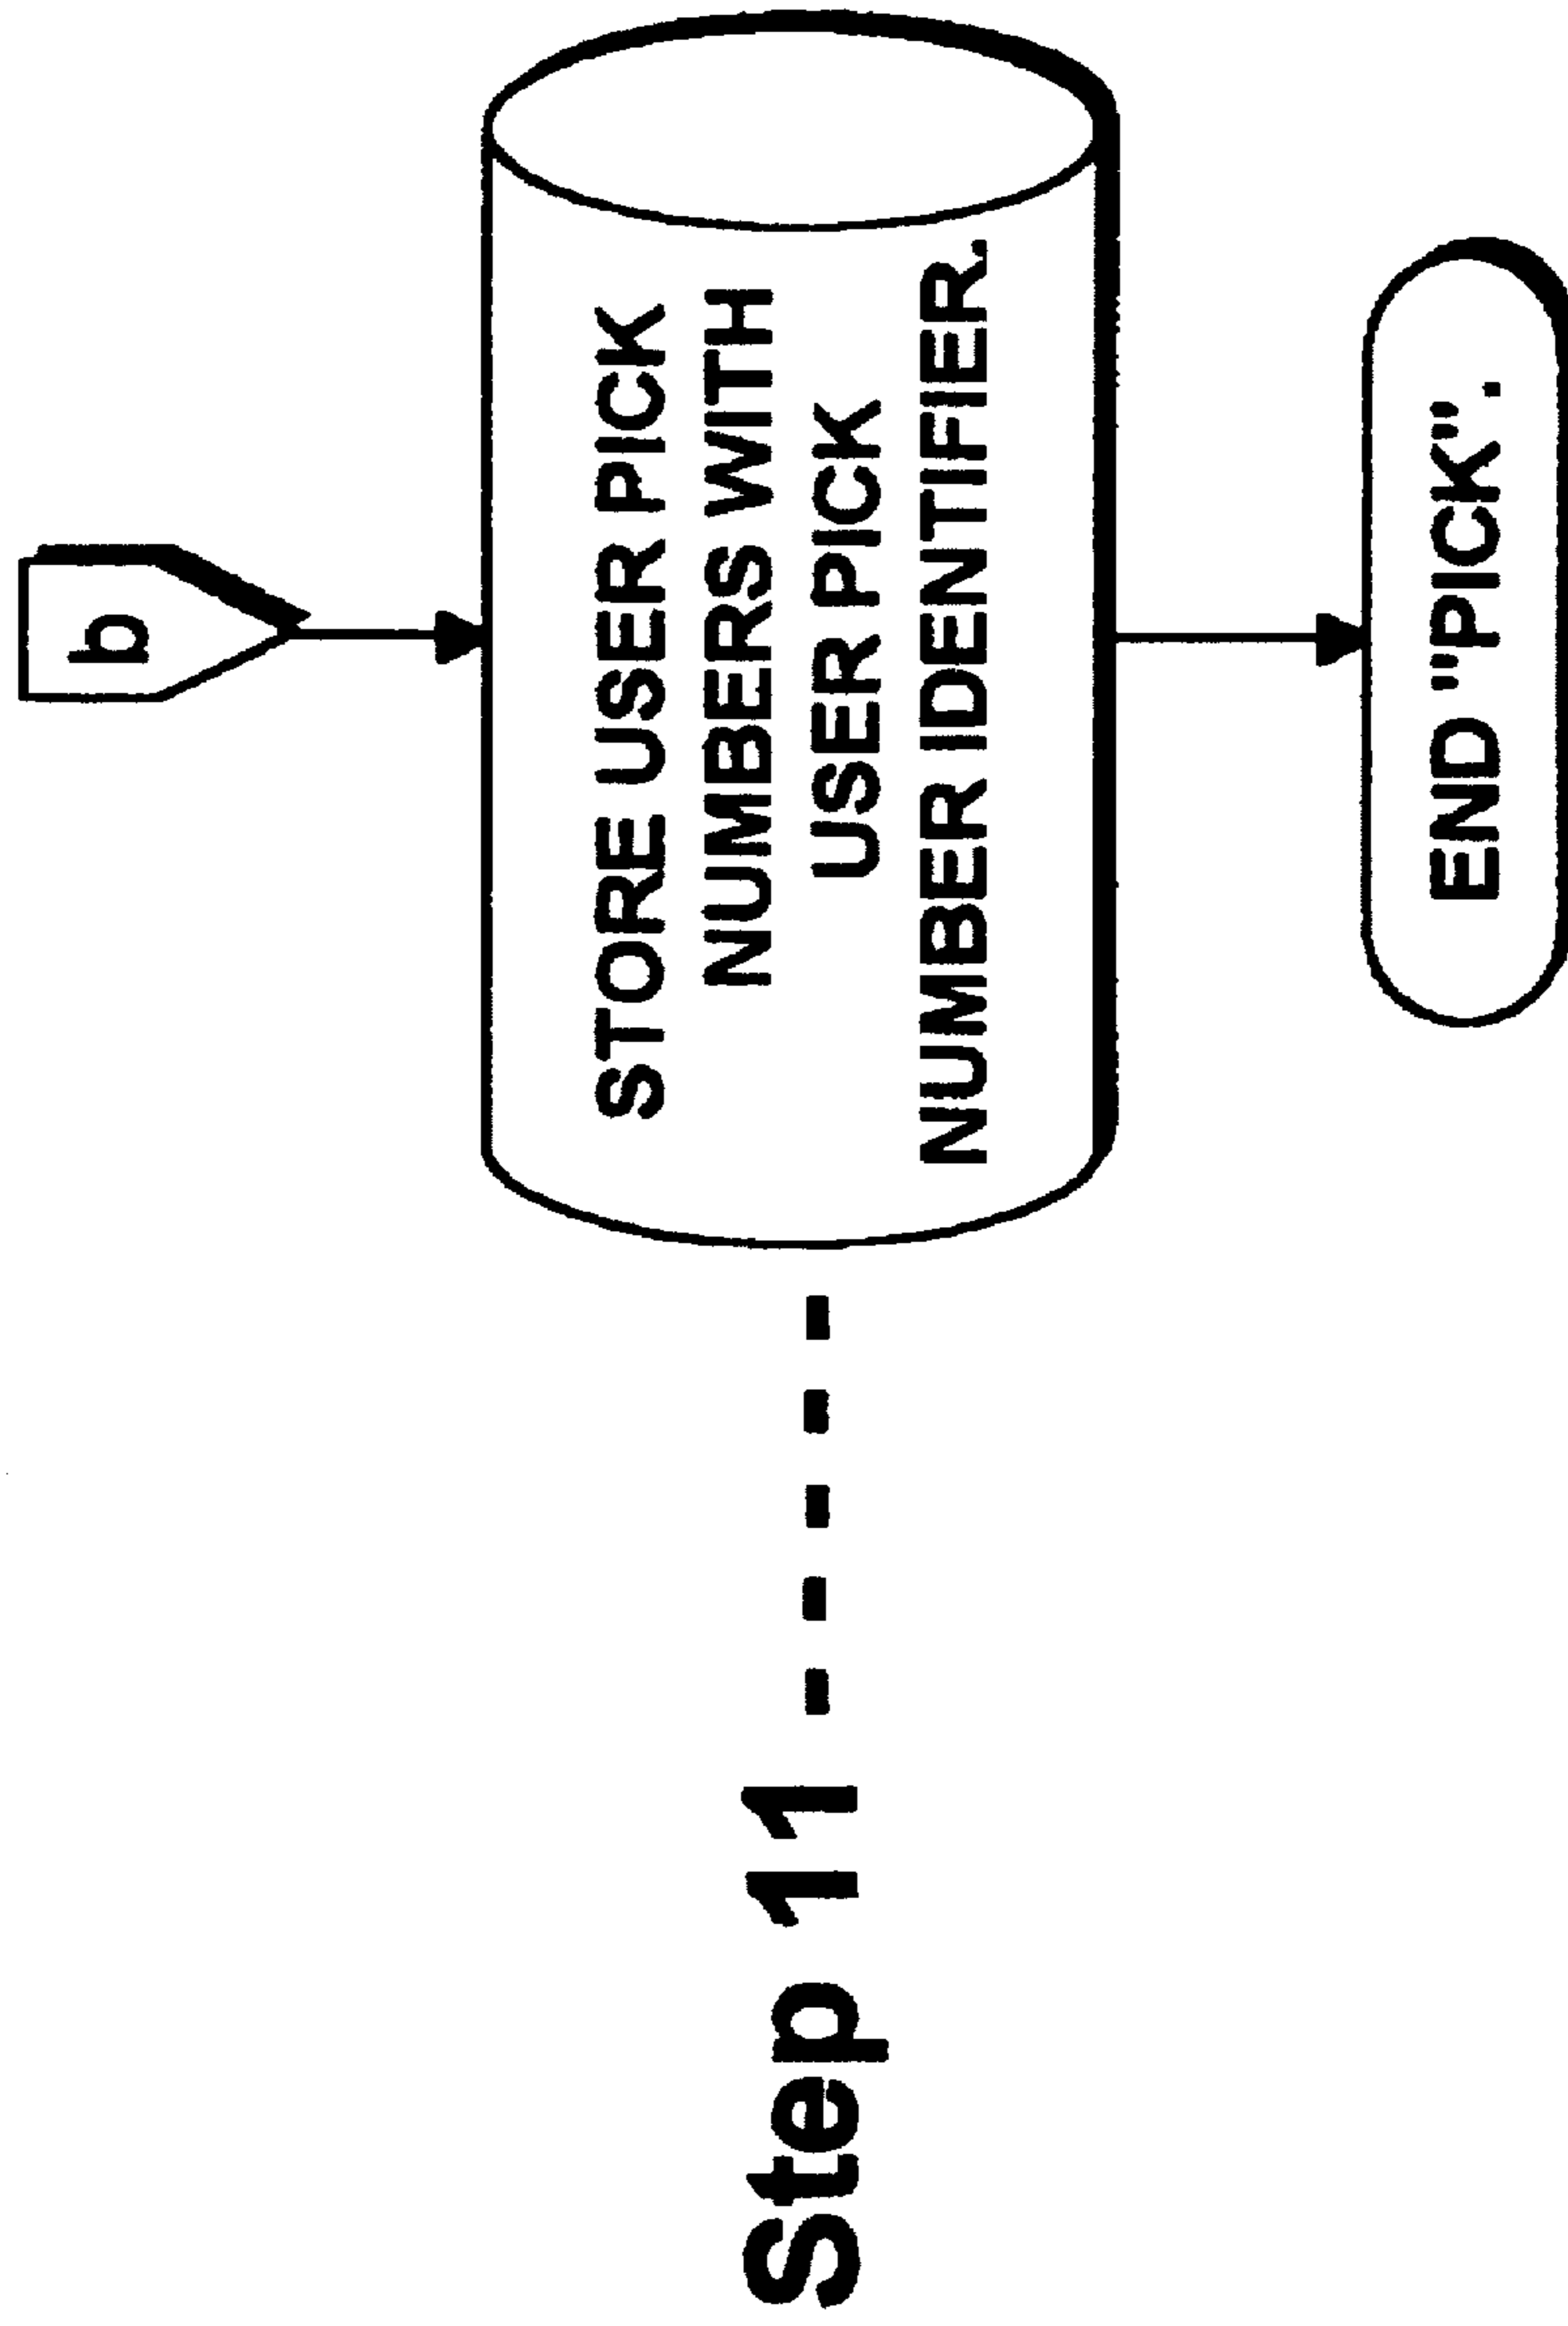 b
Step 11
STORE USER PICK
NUMBERS WITH
USER PICK
NUMBER IDENTIFIER.
END "PICK".